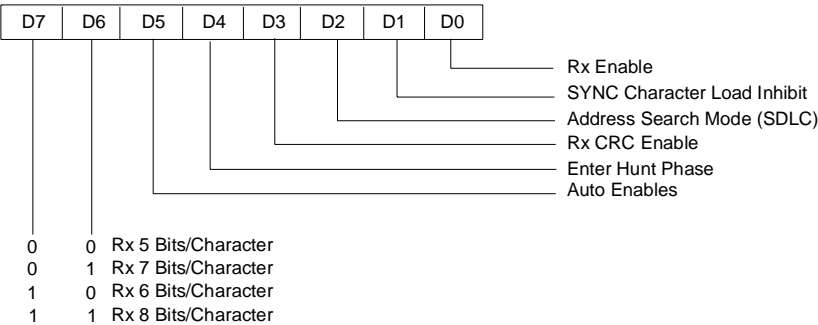 D7 D6 D5 D4 D3 D2 D1 D0
Rx Enable
SYNC Character Load Inhibit
Address Search Mode (SDLC)
Rx CRC Enable
Enter Hunt Phase
Auto Enables
0 0 Rx 5 Bits/Character
0 1 Rx 7 Bits/Character
1 0 Rx 6 Bits/Character
1 1 Rx 8 Bits/Character